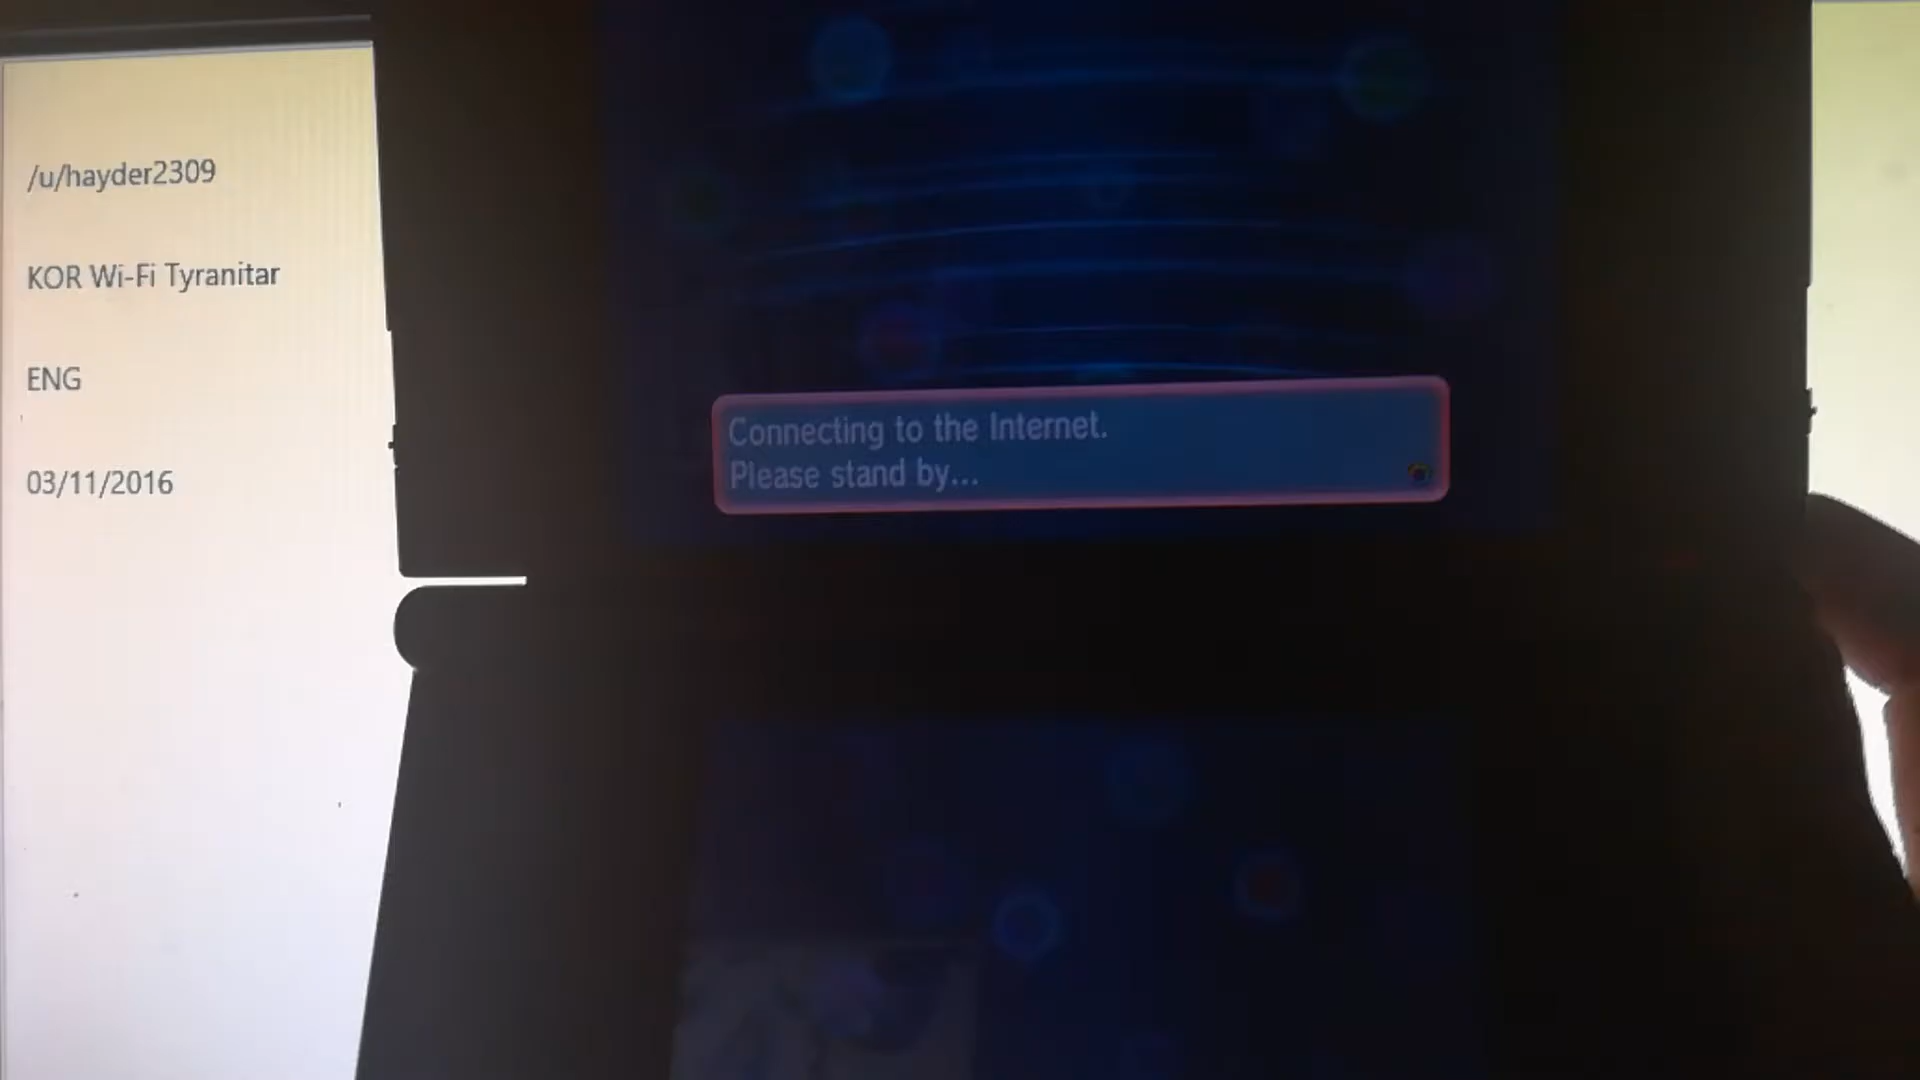 /u/hayder2309
KOR Wi-Fi Tyranitar
ENG
03/11/2016
Connecting to the Internet.
Please stand by...